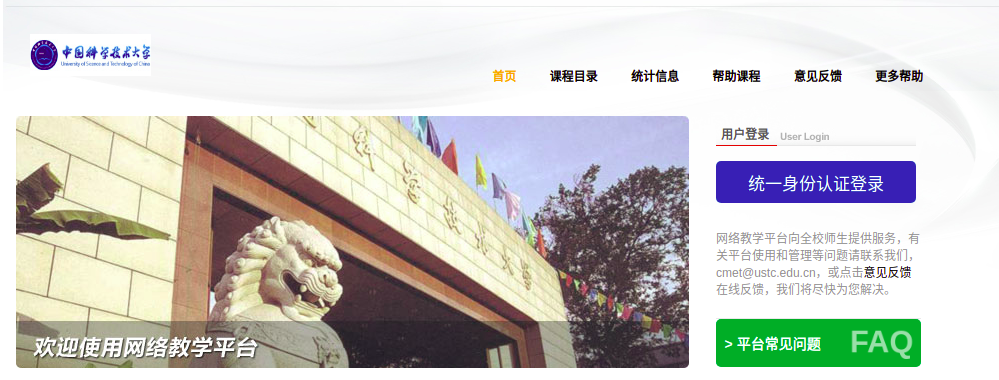 中国科学技术大学
University of Science and Technology of China
首页 课程目录 统计信息 帮助课程 意见反馈 更多帮助
科学技术大学
用户登录 User Login
统一身份认证登录
网络教学平台向全校师生提供服务，有
关平台使用和管理等问题请联系我们，
cmet@ustc.edu.cn，或点击意见反馈
在线反馈，我们将尽快为您解决。
欢迎使用网络教学平台
> 平台常见问题 FAQ